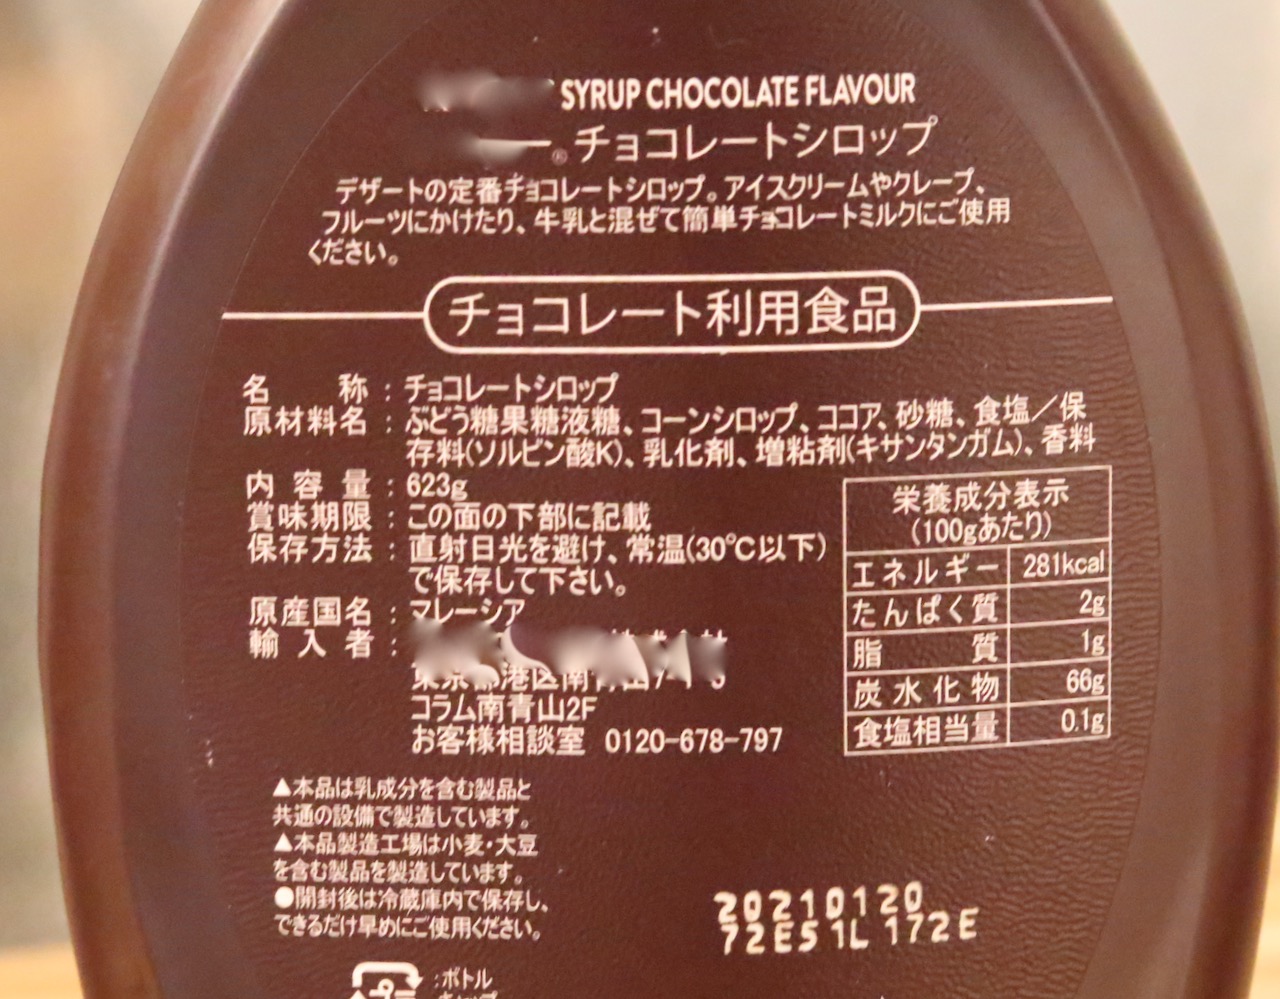 SYRUP CHOCOLATE FLAVOUR
ー®チョコレートシロップ
デザートの定番チョコレートシロップ。アイスクリームやクレープ、
フルーツにかけたり、牛乳と混ぜて簡単チョコレートミルクにご使用
ください。
チョコレート利用食品
名称：チョコレートシロップ
原材料名：ぶどう糖果糖液糖、コーンシロップ、ココア、砂糖、食塩／保
存料(ソルビン酸K)、乳化剤、増粘剤(キサンタンガム)、香料
内容量：623g
賞味期限：この面の下部に記載
保存方法：直射日光を避け、常温(30℃以下)
で保存して下さい。
原産国名：マレーシア
輸入者：株式会社
東京都港区南青山
コラム南青山2F
お客様相談室 0120-678-797
栄養成分表示
(100gあたり)
エネルギー 281kcal
たんぱく質 2g
脂質 1g
炭水化物 66g
食塩相当量 0.1g
▲本品は乳成分を含む製品と
共通の設備で製造しています。
▲本品製造工場は小麦・大豆
を含む製品を製造しています。
●開封後は冷蔵庫内で保存し、
できるだけ早めにご使用ください。
20210120
72E51L 172E
プラ：ボトル